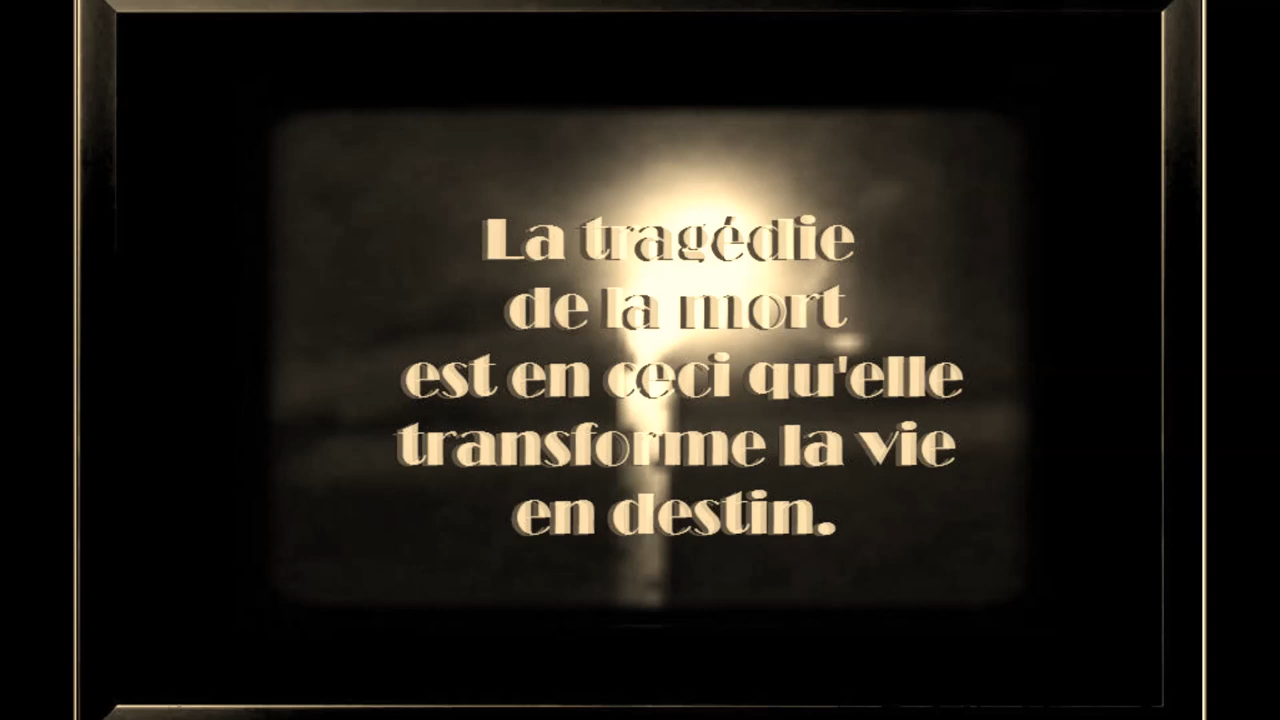 La tragédie
de la mort
est en ceci qu'elle
transforme la vie
en destin.